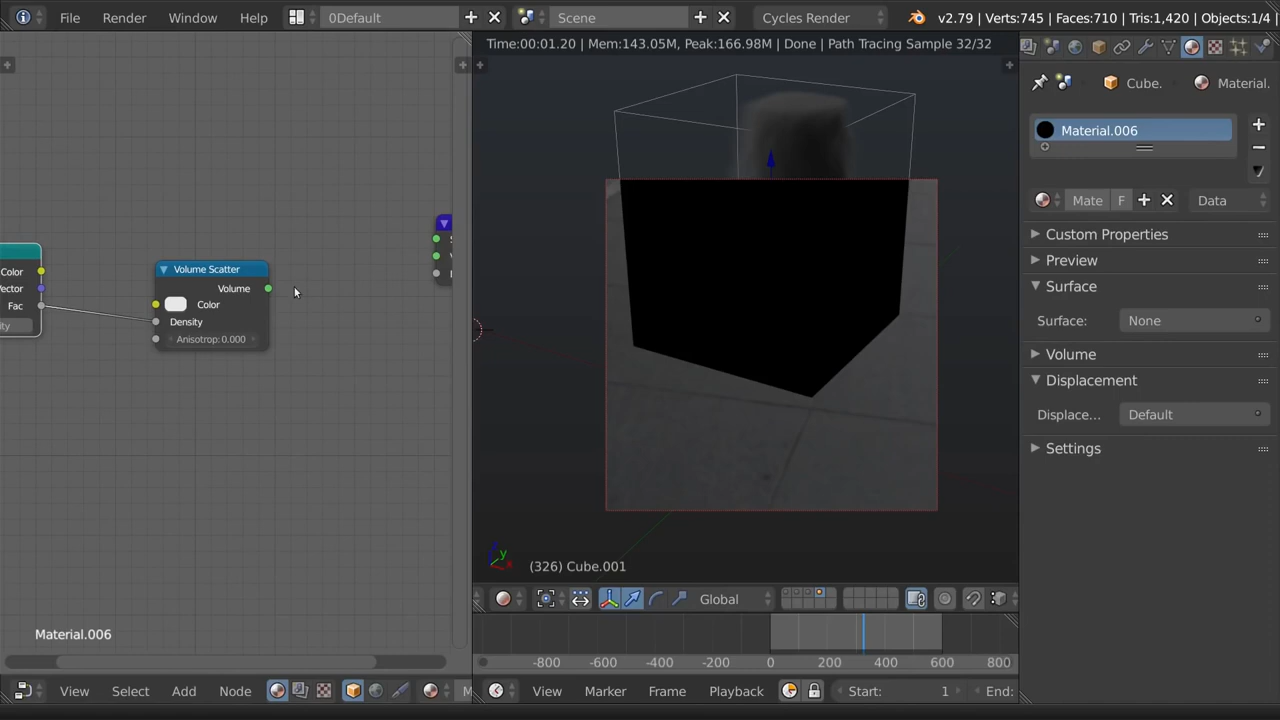 File Render Window Help 0Default Scene Cycles Render v2.79 | Verts:745 | Faces:710 | Tris:1,420 | Objects:1/4
Time:00:01.20 | Mem:143.05M, Peak:166.98M | Done | Path Tracing Sample 32/32
Cube. Material.
Material.006
Mate F Data
Custom Properties
Preview
Surface
Surface: None
Volume
Displacement
Displace... Default
Settings
Color
Vector
Fac
ity
Volume Scatter
Volume
Color
Density
Anisotrop: 0.000
Material.006
(326) Cube.001
Global
-800 -600 -400 -200 0 200 400 600 800
View Select Add Node M
View Marker Frame Playback Start: 1 End: